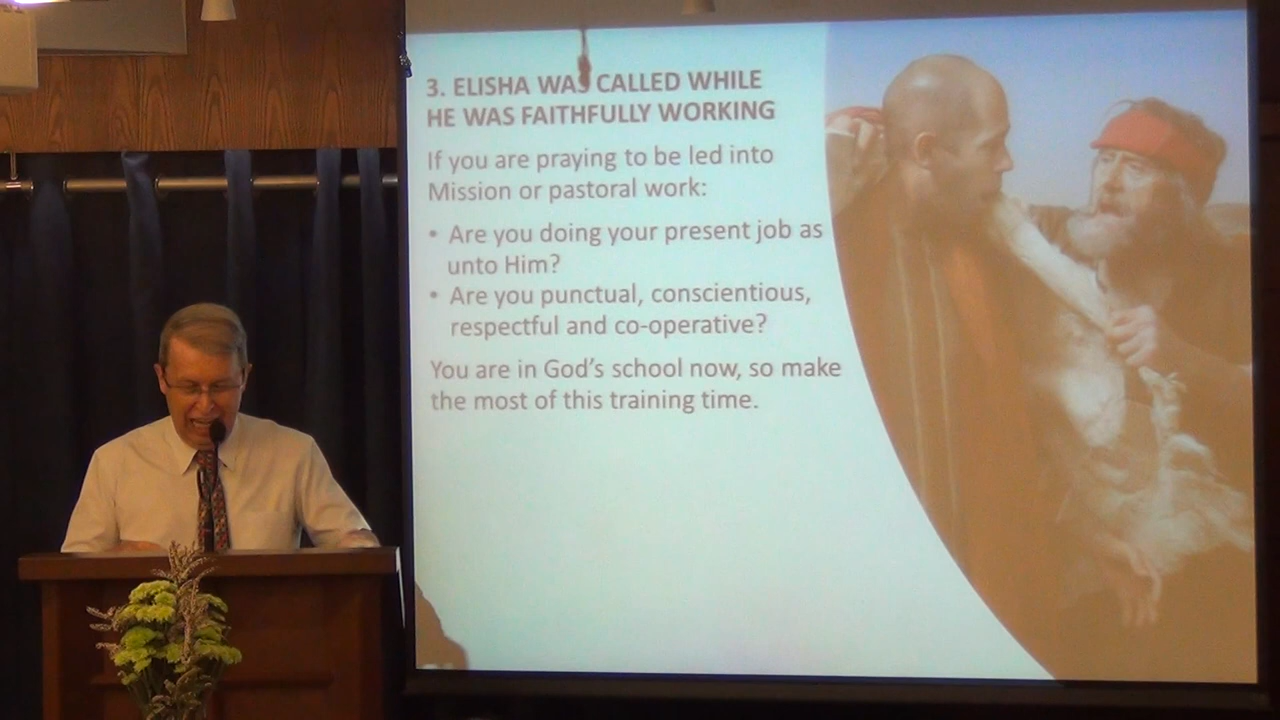 3. ELISHA WAS CALLED WHILE
HE WAS FAITHFULLY WORKING
If you are praying to be led into
Mission or pastoral work:
• Are you doing your present job as
unto Him?
• Are you punctual, conscientious,
respectful and co-operative?
You are in God's school now, so make
the most of this training time.